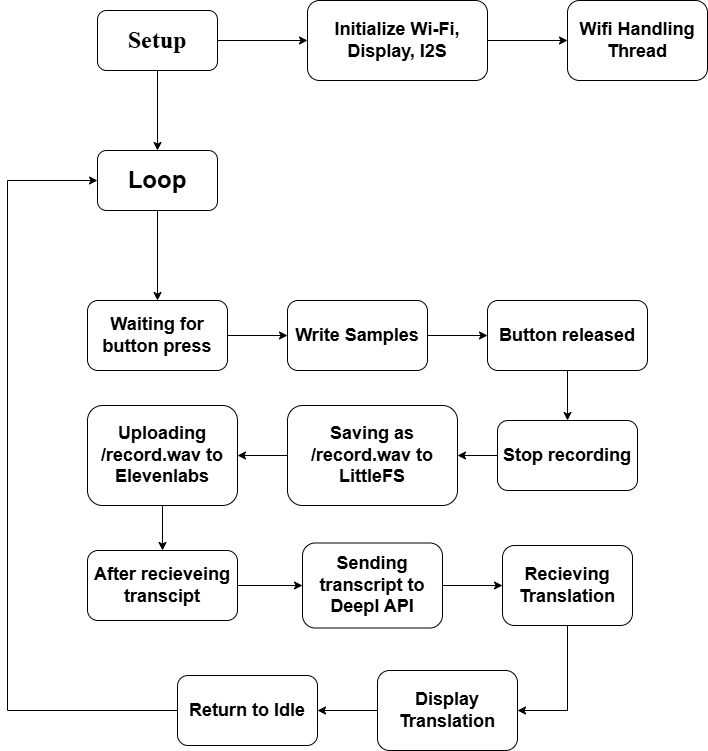 Setup
Initialize Wi-Fi,
Display, I2S
Wifi Handling
Thread
Loop
Waiting for
button press
Write Samples
Button released
Stop recording
Saving as
/record.wav to
LittleFS
Uploading
/record.wav to
Elevenlabs
After recieveing
transcipt
Sending
transcript to
Deepl API
Recieving
Translation
Display
Translation
Return to Idle